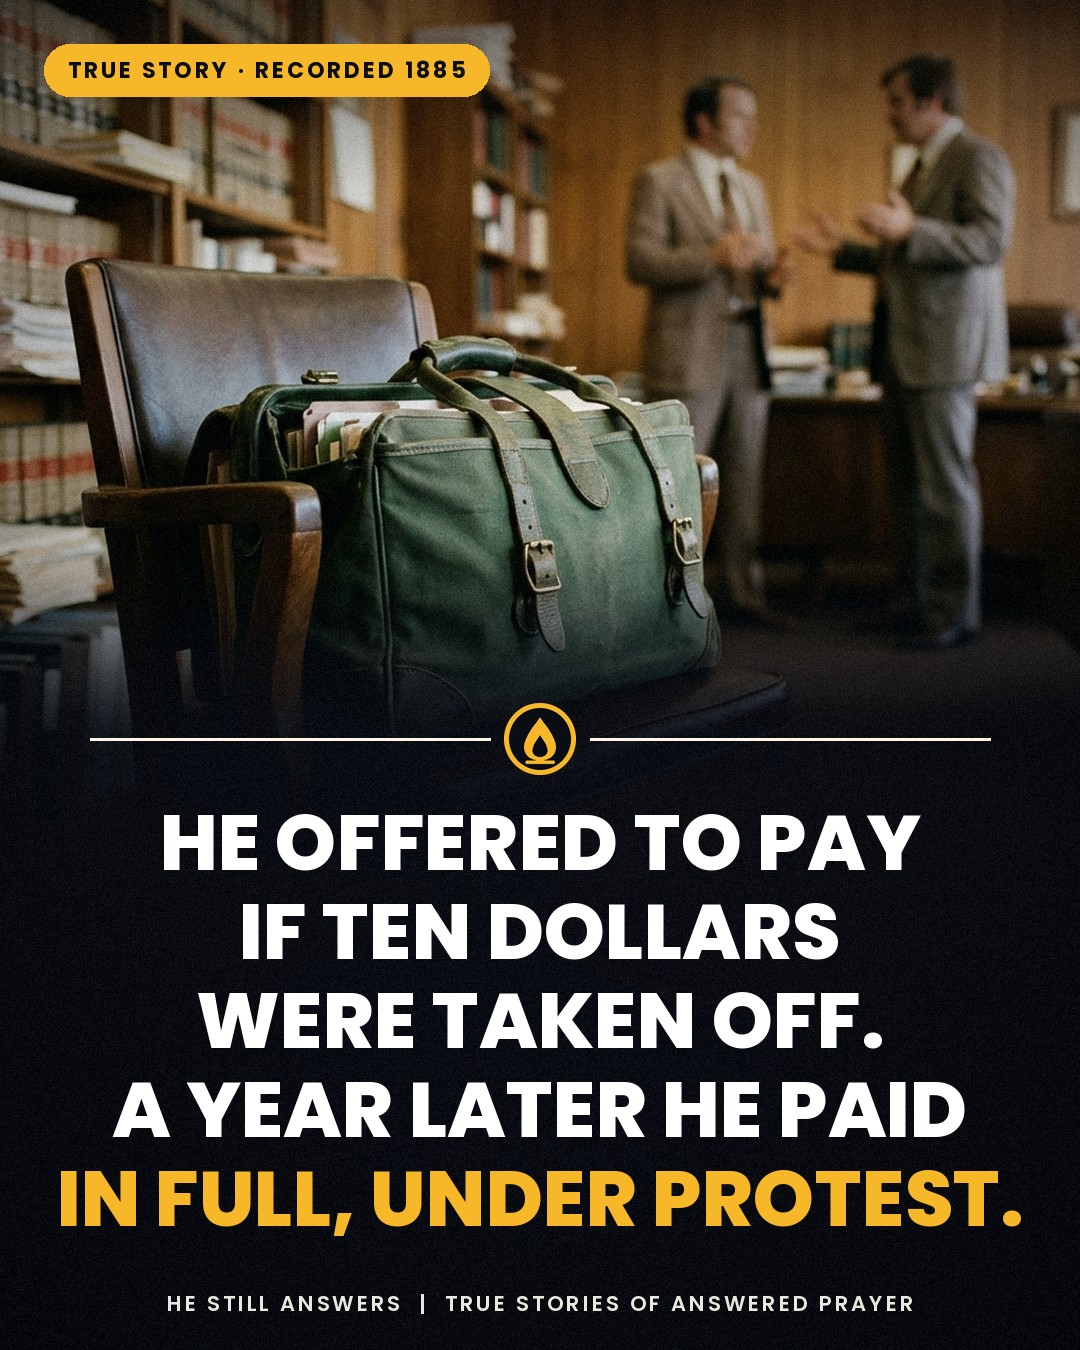 TRUE STORY · RECORDED 1885
HE OFFERED TO PAY
IF TEN DOLLARS
WERE TAKEN OFF.
A YEAR LATER HE PAID
IN FULL, UNDER PROTEST.
HE STILL ANSWERS | TRUE STORIES OF ANSWERED PRAYER